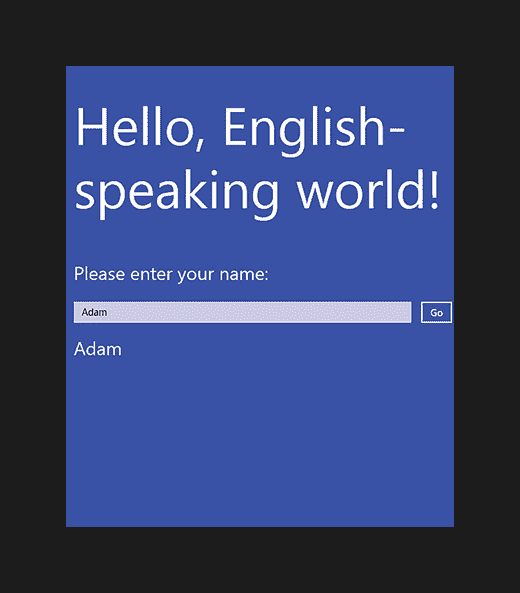 Hello, English-
speaking world!
Please enter your name:
Adam
Go
Adam